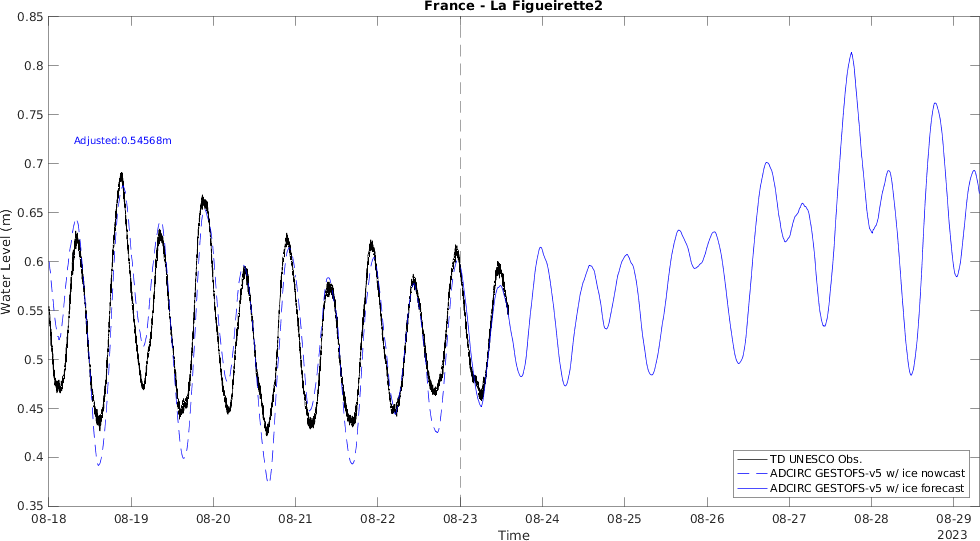 France - La Figueirette2
0.85
0.8
0.75
0.7
0.65
0.6
0.55
0.5
0.45
0.4
0.35
Water Level (m)
Adjusted:0.54568m
TD UNESCO Obs.
ADCIRC GESTOFS-v5 w/ ice nowcast
ADCIRC GESTOFS-v5 w/ ice forecast
08-18 08-19 08-20 08-21 08-22 08-23 08-24 08-25 08-26 08-27 08-28 08-29
2023
Time